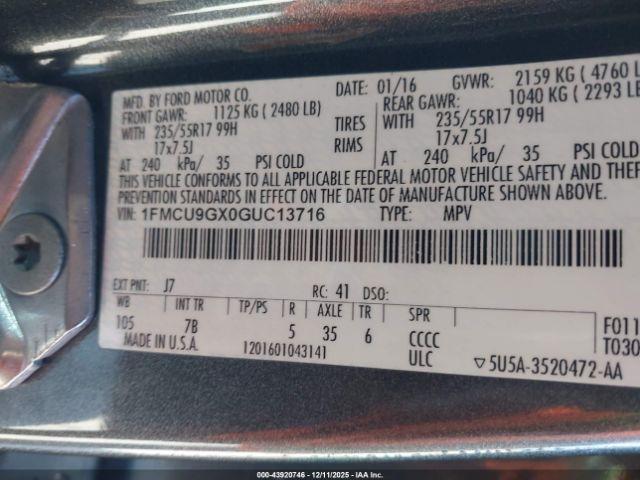 MFD. BY FORD MOTOR CO. DATE: 01/16 GVWR: 2159 KG ( 4760 L
FRONT GAWR: 1125 KG ( 2480 LB) REAR GAWR: 1040 KG ( 2293 LB
WITH 235/55R17 99H TIRES WITH 235/55R17 99H
17x7.5J RIMS 17x7.5J
AT 240 kPa/ 35 PSI COLD AT 240 kPa/ 35 PSI COLD
THIS VEHICLE CONFORMS TO ALL APPLICABLE FEDERAL MOTOR VEHICLE SAFETY AND THEF
PREVENTION STANDARDS IN EFFECT ON THE DATE OF MANUFACTURE SHOWN ABOVE.
VIN: 1FMCU9GX0GUC13716 TYPE: MPV
EXT PNT: J7 RC: 41 DSO:
WB INT TR TP/PS R AXLE TR SPR F011
105 7B 5 35 6 CCCC T030
MADE IN U.S.A. 1201601043141 ULC ▽5U5A-3520472-AA
000-43920746 - 12/11/2025 - IAA Inc.